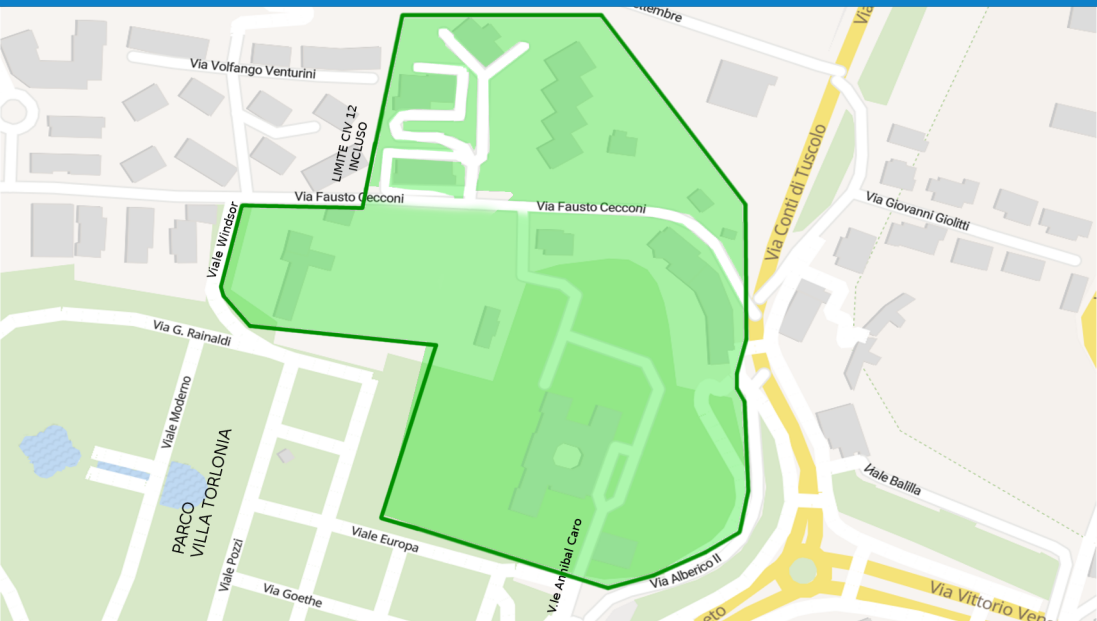 Via Volfango Venturini
LIMITE CIV 12
INCLUSO
Via Fausto Cecconi
Via Fausto Cecconi
Via Conti di Tuscolo
Via Giovanni Giolitti
Viale Windsor
Via G. Rainaldi
Viale Moderno
PARCO
VILLA TORLONIA
Viale Pozzi
Viale Europa
Via Goethe
V.le Annibal Caro
Via Alberico II
Viale Balilla
Via Vittorio
Via